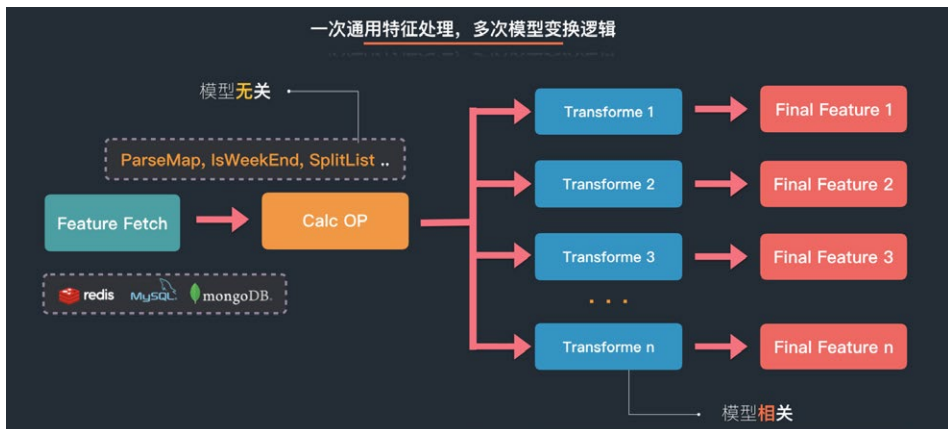 一次通用特征处理，多次模型变换逻辑
模型无关
ParseMap, IsWeekEnd, SplitList ..
Feature Fetch
Calc OP
redis
MySQL.
mongoDB.
Transforme 1
Final Feature 1
Transforme 2
Final Feature 2
Transforme 3
Final Feature 3
...
Transforme n
Final Feature n
模型相关